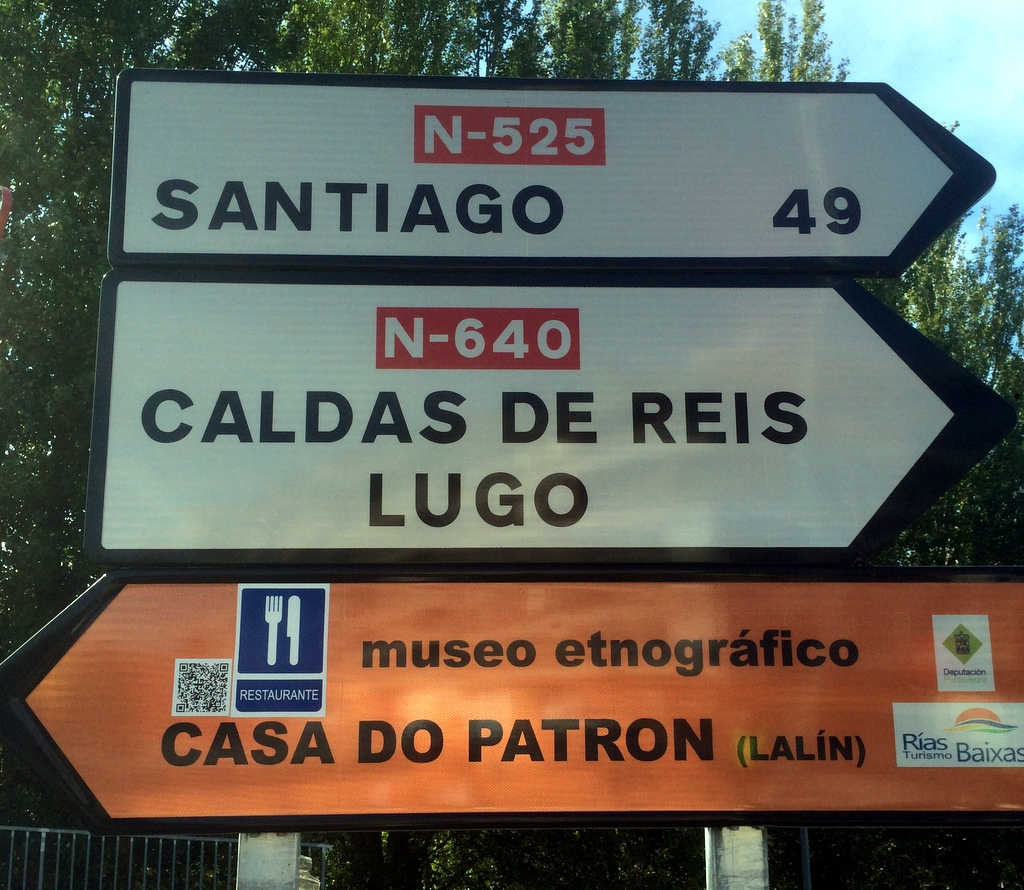 N-525
SANTIAGO 49
N-640
CALDAS DE REIS
LUGO
museo etnográfico
RESTAURANTE
CASA DO PATRON (LALÍN)
Deputación
Pontevedra
Rías Baixas
Turismo